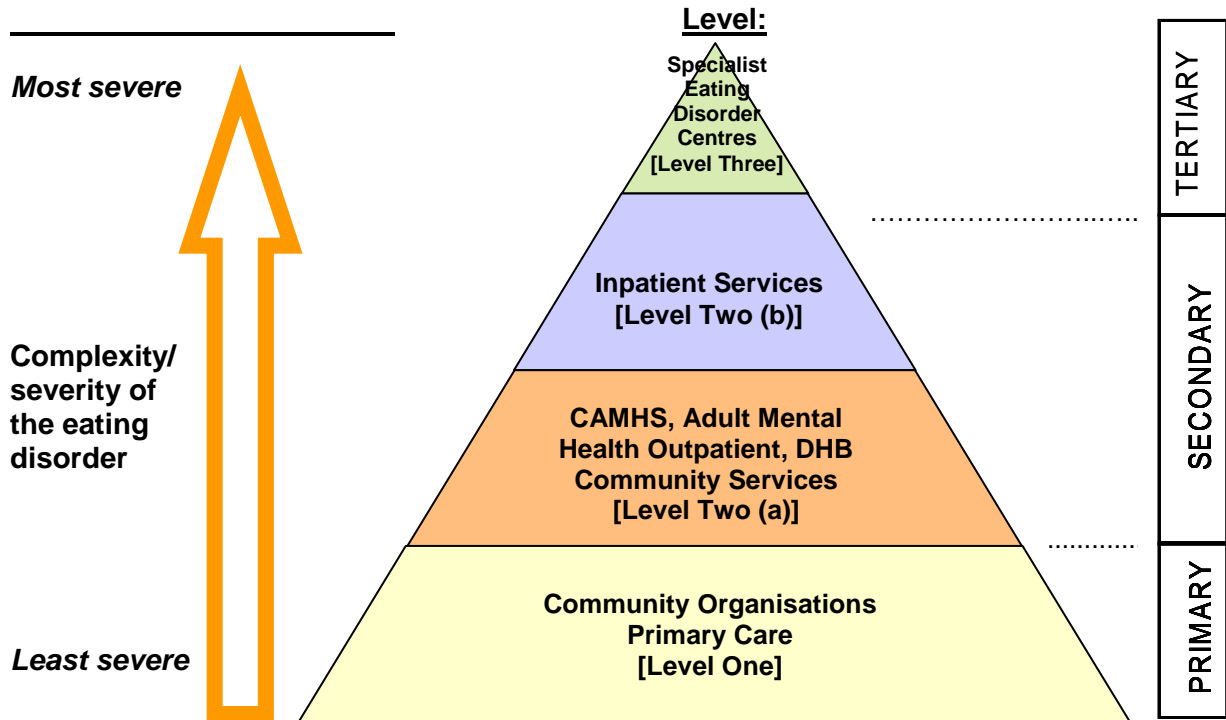 Level:
Most severe
Specialist
Eating
Disorder
Centres
[Level Three]
TERTIARY
Inpatient Services
[Level Two (b)]
SECONDARY
Complexity/
severity of
the eating
disorder
CAMHS, Adult Mental
Health Outpatient, DHB
Community Services
[Level Two (a)]
Community Organisations
Primary Care
[Level One]
PRIMARY
Least severe